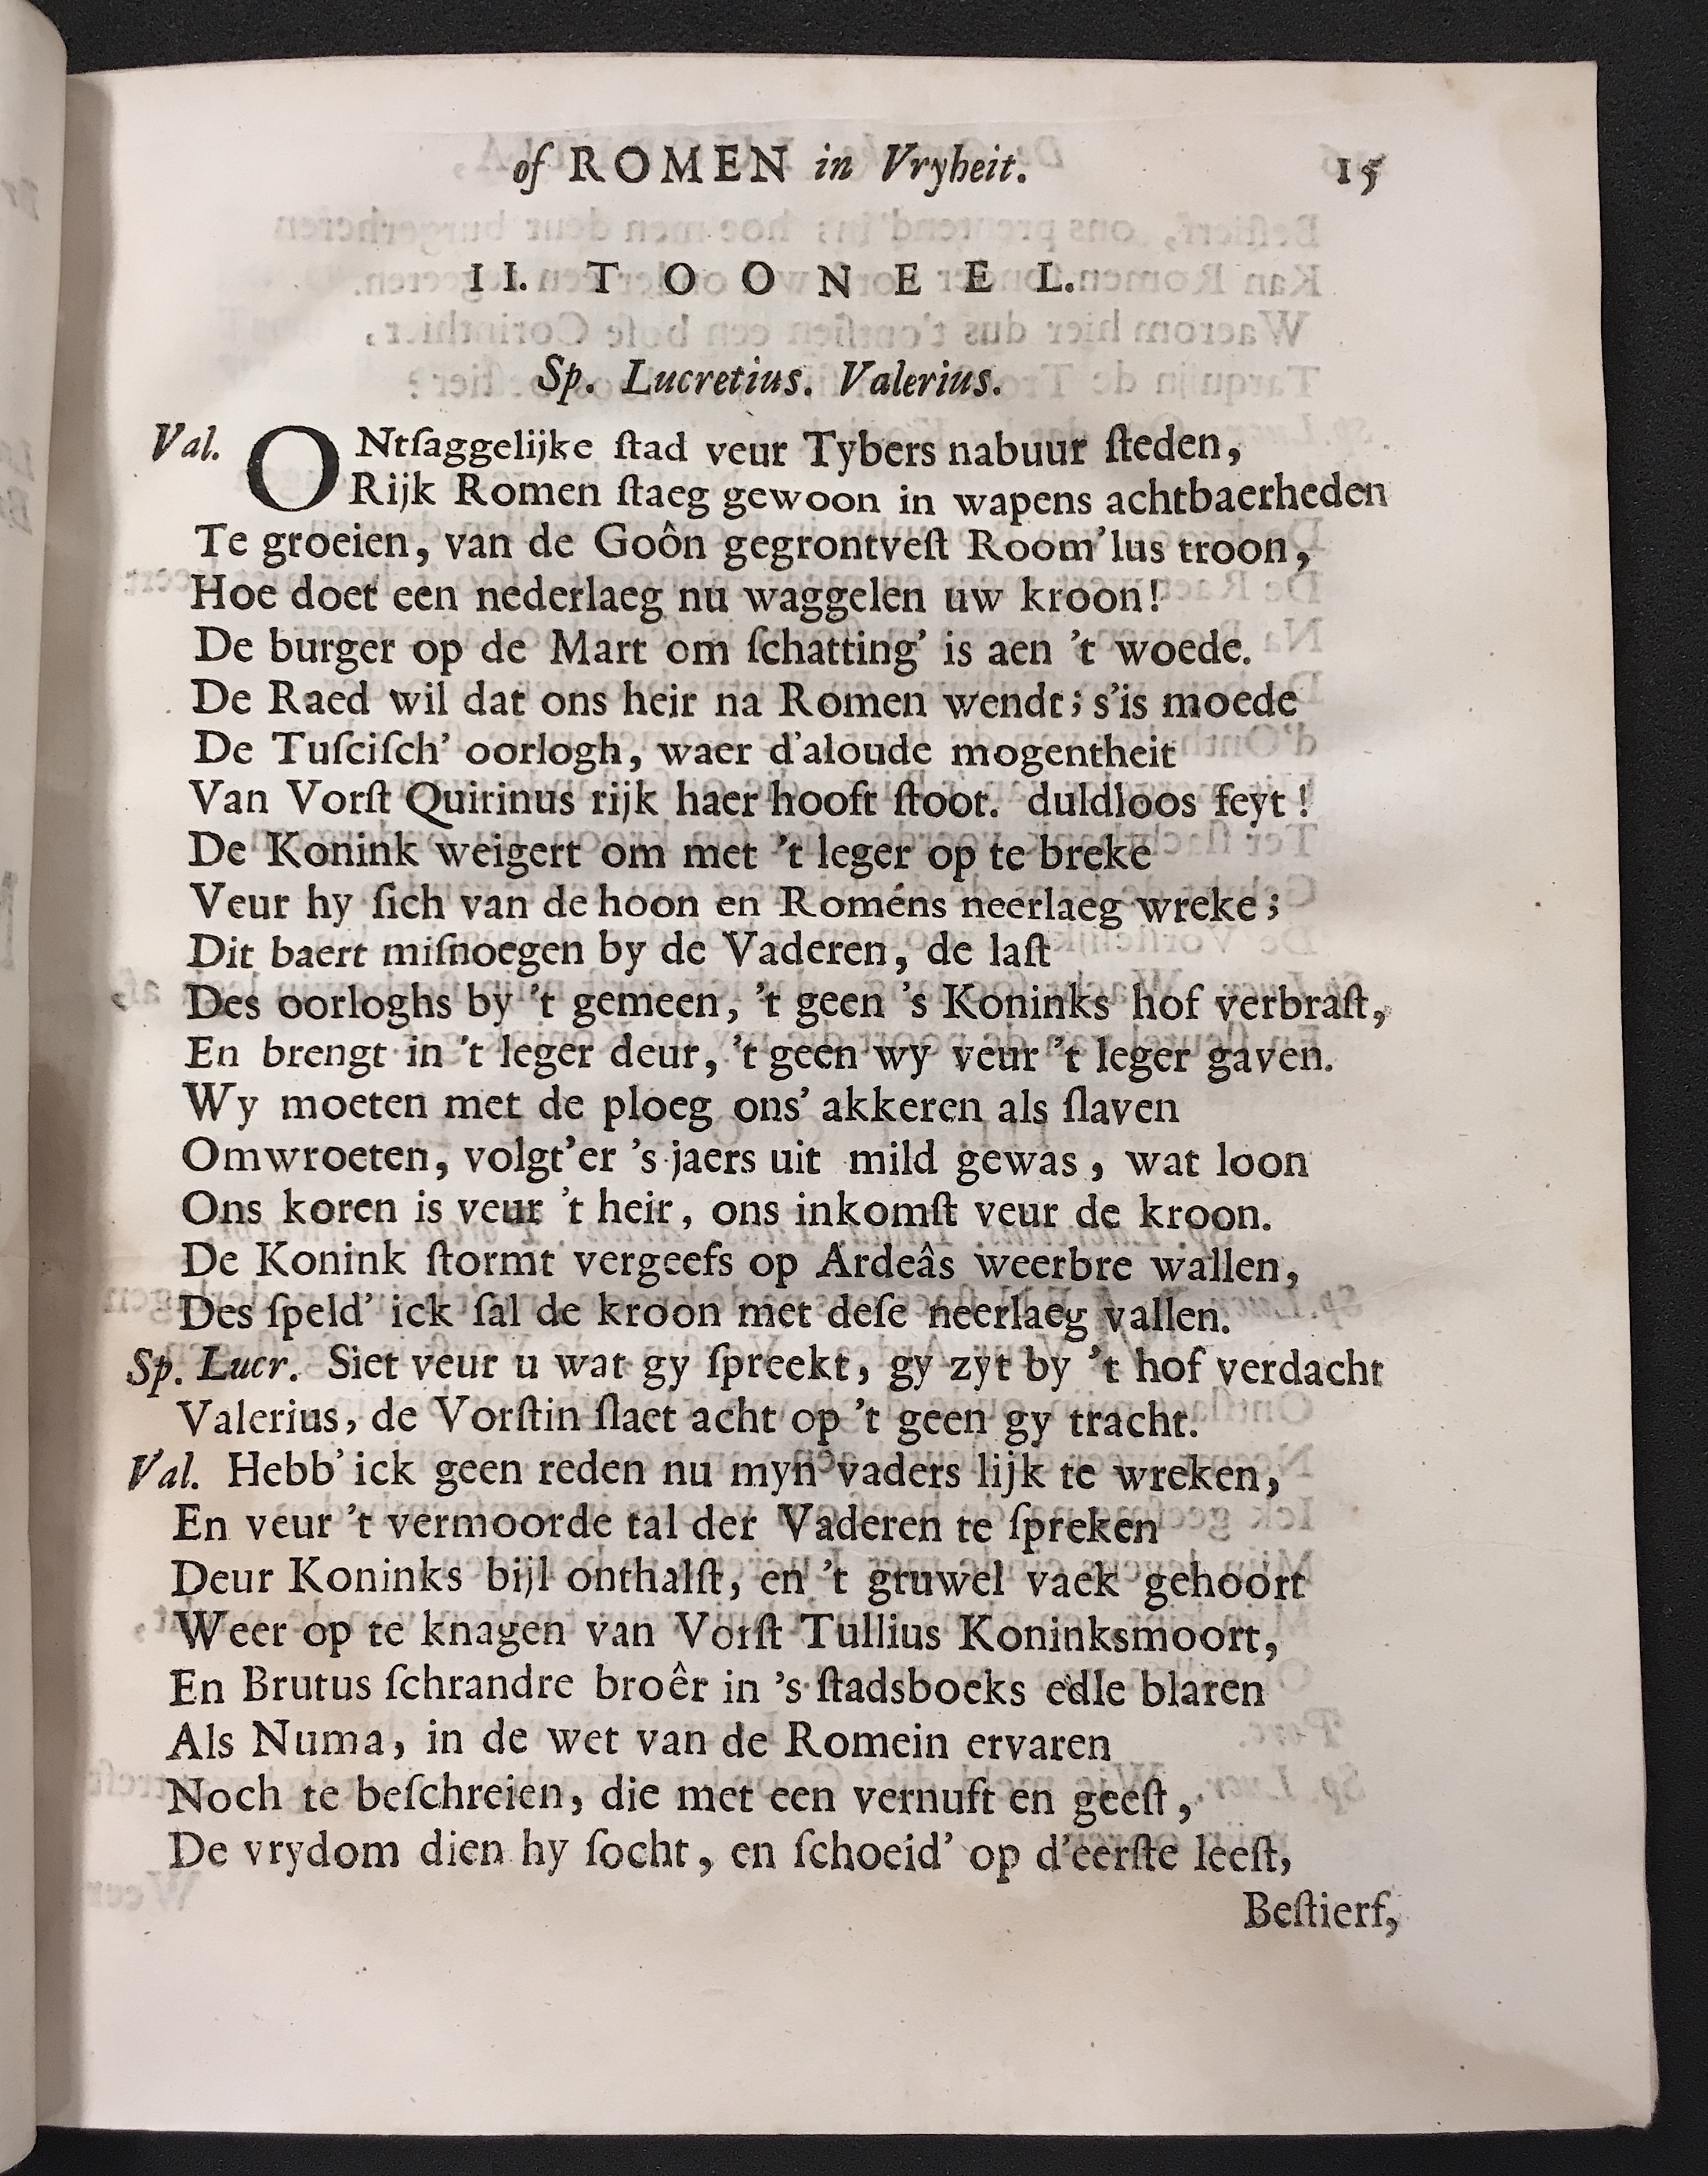 of ROMEN in Vryheit. 15
II. TOONEEL.
Sp. Lucretius. Valerius.
Val. ONtſaggelijke ſtad veur Tybers nabuur ſteden,
Rijk Romen ſtaeg gewoon in wapens achtbaerheden
Te groeien, van de Goôn gegrontveſt Room'lus troon,
Hoe doet een nederlaeg nu waggelen uw kroon!
De burger op de Mart om ſchatting' is aen 't woede.
De Raed wil dat ons heir na Romen wendt; s'is moede
De Tuſciſch' oorlogh, waer d'aloude mogentheit
Van Vorſt Quirinus rijk haer hooft ſtoot. duldloos feyt!
De Konink weigert om met 't leger op te breke
Veur hy ſich van de hoon en Roméns neerlaeg wreke;
Dit baert miſnoegen by de Vaderen, de laſt
Des oorloghs by 't gemeen, 't geen 's Koninks hof verbraſt,
En brengt in 't leger deur, 't geen wy veur 't leger gaven.
Wy moeten met de ploeg ons' akkeren als ſlaven
Omwroeten, volgt'er 's jaers uit mild gewas, wat loon
Ons koren is veur 't heir, ons inkomſt veur de kroon.
De Konink ſtormt vergeefs op Ardeâs weerbre wallen,
Des ſpeld' ick ſal de kroon met deſe neerlaeg vallen.
Sp. Lucr. Siet veur u wat gy ſpreekt, gy zyt by 't hof verdacht
Valerius, de Vorſtin ſlaet acht op 't geen gy tracht.
Val. Hebb' ick geen reden nu myn vaders lijk te wreken,
En veur 't vermoorde tal der Vaderen te ſpreken
Deur Koninks bijl onthalſt, en 't gruwel vaek gehoort
Weer op te knagen van Vorſt Tullius Koninksmoort,
En Brutus ſchrandre broêr in 's ſtadsboeks edle blaren
Als Numa, in de wet van de Romein ervaren
Noch te beſchreien, die met een vernuft en geeſt,
De vrydom dien hy ſocht, en ſchoeid' op d'eerſte leeſt,
Beſtierf,